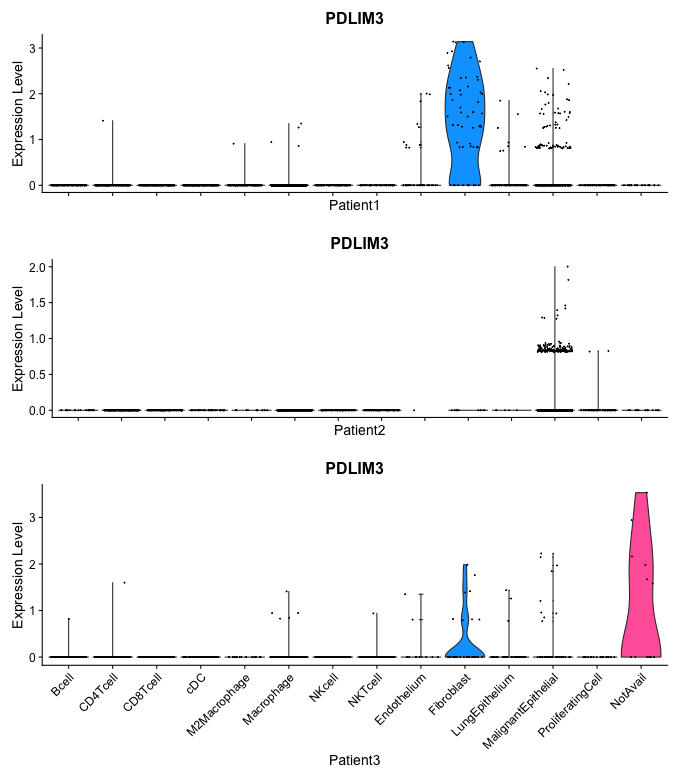 PDLIM3
Expression Level
3
2
1
0
Patient1
PDLIM3
Expression Level
2.0
1.5
1.0
0.5
0.0
Patient2
PDLIM3
Expression Level
3
2
1
0
Bcell
CD4Tcell
CD8Tcell
cDC
M2Macrophage
Macrophage
NKcell
NKTcell
Endothelium
Fibroblast
LungEpithelium
MalignantEpithelial
ProliferatingCell
NotAvail
Patient3